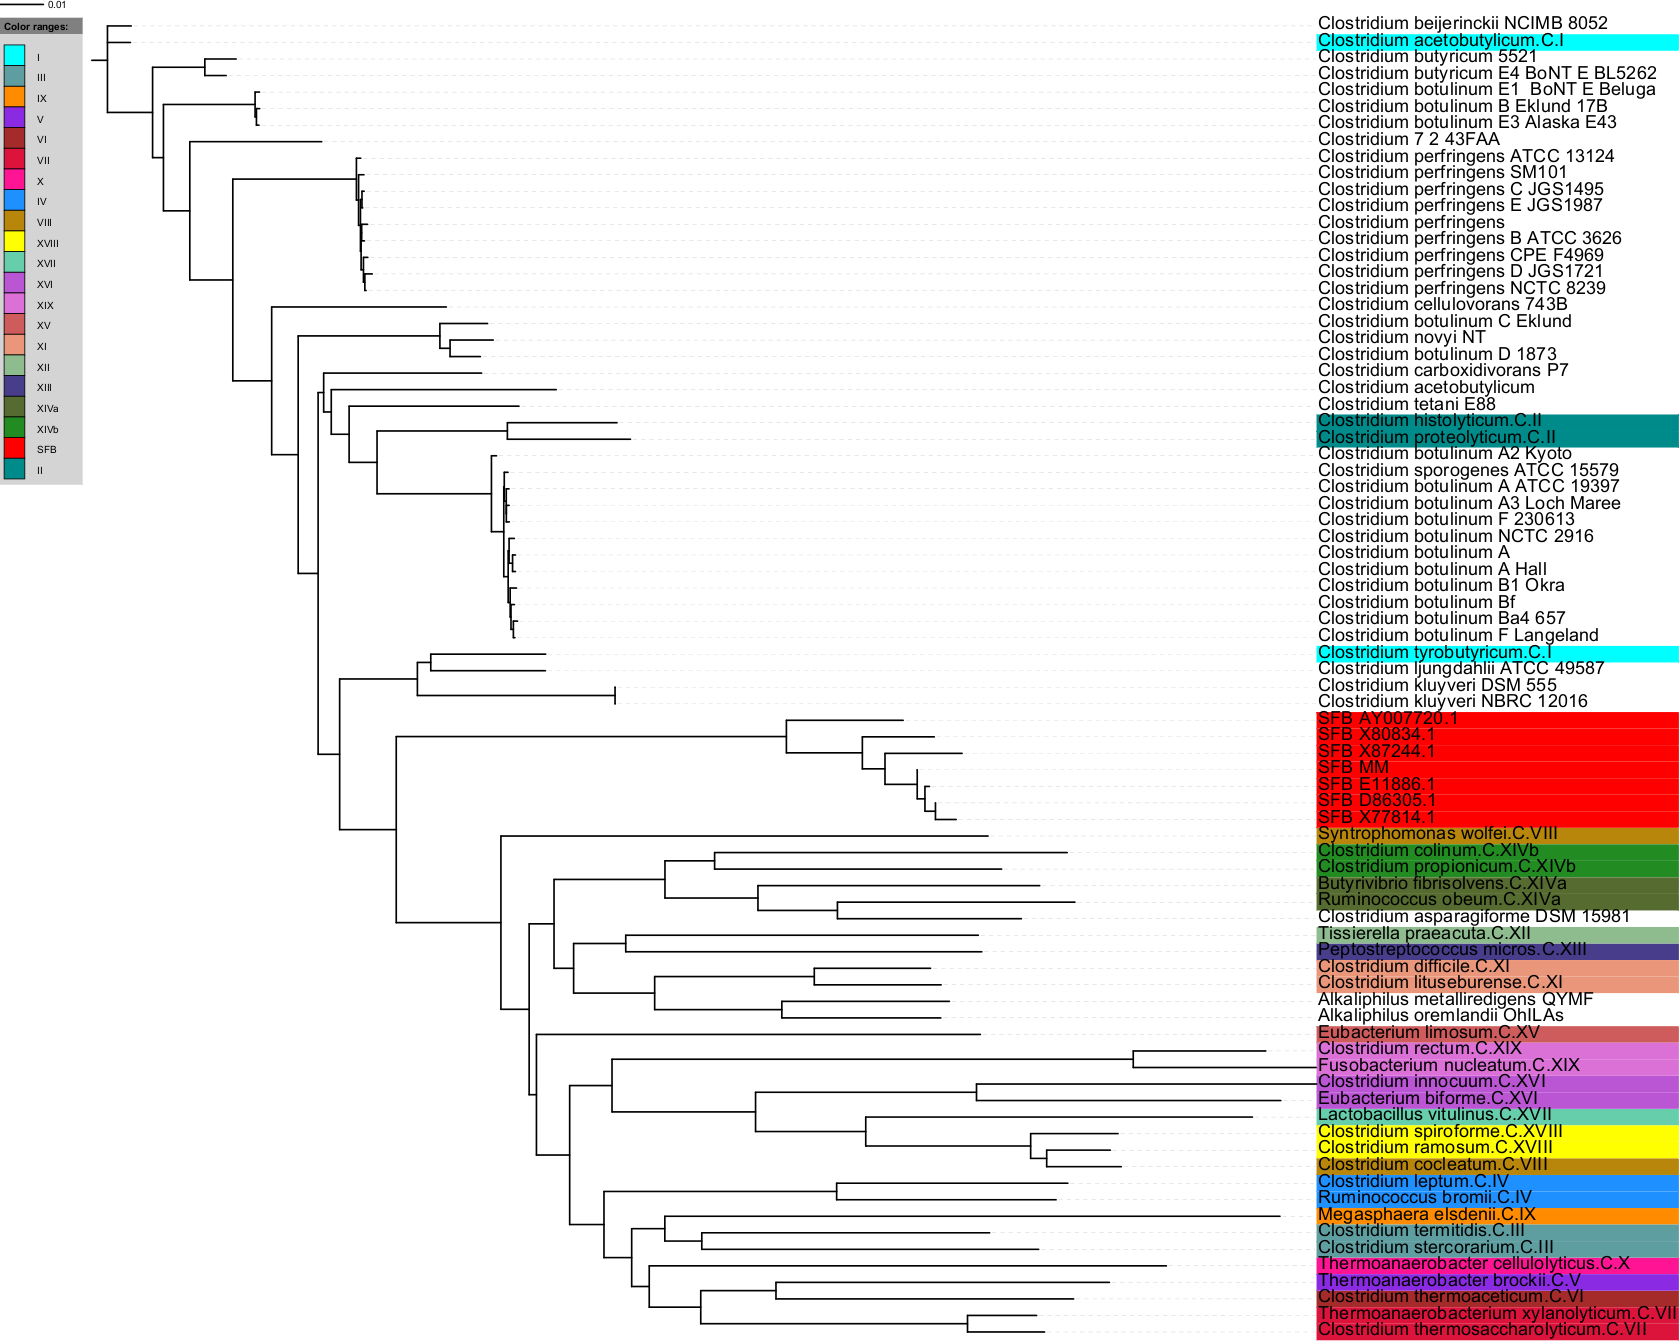 0.01
Color ranges:
I
III
IX
V
VI
VII
X
IV
VIII
XVIII
XVII
XVI
XIX
XV
XI
XII
XIII
XIVa
XIVb
SFB
II
Clostridium beijerinckii NCIMB 8052
Clostridium acetobutylicum.C.I
Clostridium butyricum 5521
Clostridium butyricum E4 BoNT E BL5262
Clostridium botulinum E1 BoNT E Beluga
Clostridium botulinum B Eklund 17B
Clostridium botulinum E3 Alaska E43
Clostridium 7 2 43FAA
Clostridium perfringens ATCC 13124
Clostridium perfringens SM101
Clostridium perfringens C JGS1495
Clostridium perfringens E JGS1987
Clostridium perfringens
Clostridium perfringens B ATCC 3626
Clostridium perfringens CPE F4969
Clostridium perfringens D JGS1721
Clostridium perfringens NCTC 8239
Clostridium cellulovorans 743B
Clostridium botulinum C Eklund
Clostridium novyi NT
Clostridium botulinum D 1873
Clostridium carboxidivorans P7
Clostridium acetobutylicum
Clostridium tetani E88
Clostridium histolyticum.C.II
Clostridium proteolyticum.C.II
Clostridium botulinum A2 Kyoto
Clostridium sporogenes ATCC 15579
Clostridium botulinum A ATCC 19397
Clostridium botulinum A3 Loch Maree
Clostridium botulinum F 230613
Clostridium botulinum NCTC 2916
Clostridium botulinum A
Clostridium botulinum A Hall
Clostridium botulinum B1 Okra
Clostridium botulinum Bf
Clostridium botulinum Ba4 657
Clostridium botulinum F Langeland
Clostridium tyrobutyricum.C.I
Clostridium ljungdahlii ATCC 49587
Clostridium kluyveri DSM 555
Clostridium kluyveri NBRC 12016
SFB AY007720.1
SFB X80834.1
SFB X87244.1
SFB MM
SFB E11886.1
SFB D86305.1
SFB X77814.1
Syntrophomonas wolfei.C.VIII
Clostridium colinum.C.XIVb
Clostridium propionicum.C.XIVb
Butyrivibrio fibrisolvens.C.XIVa
Ruminococcus obeum.C.XIVa
Clostridium asparagiforme DSM 15981
Tissierella praeacuta.C.XII
Peptostreptococcus micros.C.XIII
Clostridium difficile.C.XI
Clostridium lituseburense.C.XI
Alkaliphilus metalliredigens QYMF
Alkaliphilus oremlandii OhILAs
Eubacterium limosum.C.XV
Clostridium rectum.C.XIX
Fusobacterium nucleatum.C.XIX
Clostridium innocuum.C.XVI
Eubacterium biforme.C.XVI
Lactobacillus vitulinus.C.XVII
Clostridium spiroforme.C.XVIII
Clostridium ramosum.C.XVIII
Clostridium cocleatum.C.VIII
Clostridium leptum.C.IV
Ruminococcus bromii.C.IV
Megasphaera elsdenii.C.IX
Clostridium termitidis.C.III
Clostridium stercorarium.C.III
Thermoanaerobacter cellulolyticus.C.X
Thermoanaerobacter brockii.C.V
Clostridium thermoaceticum.C.VI
Thermoanaerobacterium xylanolyticum.C.VII
Clostridium thermosaccharolyticum.C.VII